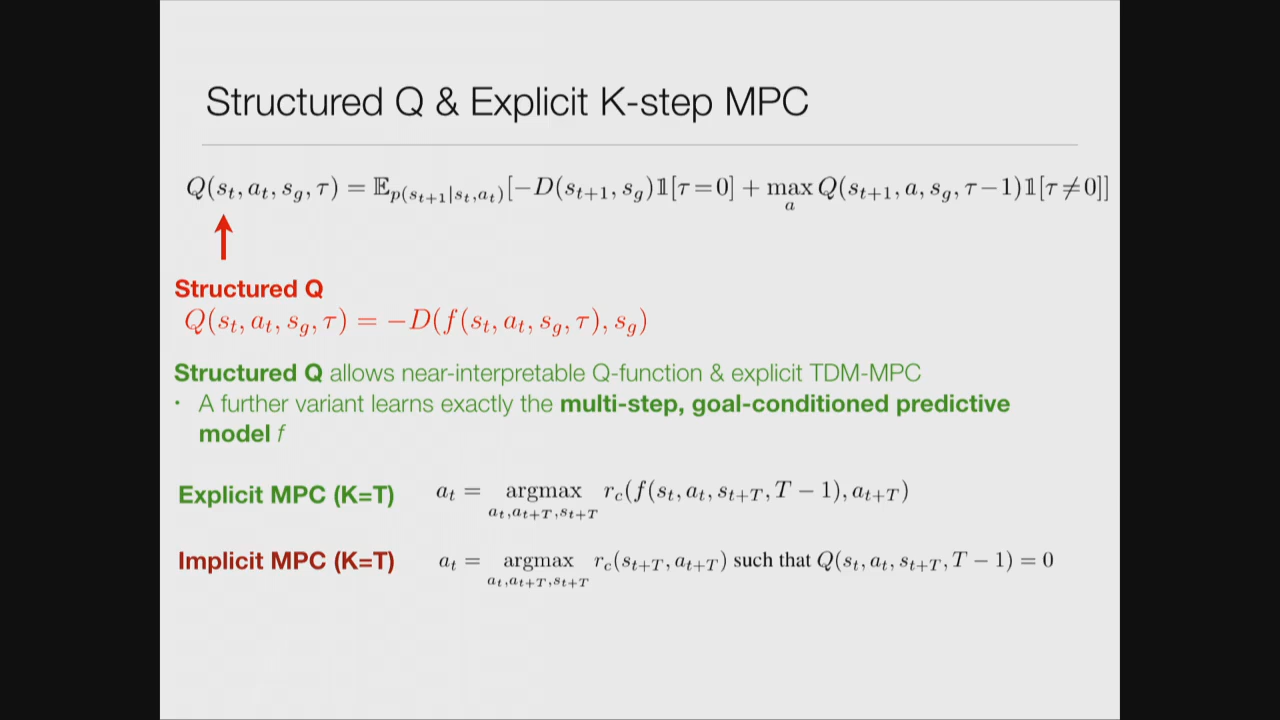 Structured Q & Explicit K-step MPC
Q(s_t, a_t, s_g, τ) = 𝔼_{p(s_{t+1}|s_t,a_t)}[−D(s_{t+1}, s_g)𝟙[τ=0] + max_a Q(s_{t+1}, a, s_g, τ−1)𝟙[τ≠0]]
Structured Q
Q(s_t, a_t, s_g, τ) = −D(f(s_t, a_t, s_g, τ), s_g)
Structured Q allows near-interpretable Q-function & explicit TDM-MPC
• A further variant learns exactly the multi-step, goal-conditioned predictive
model f
Explicit MPC (K=T) a_t = argmax_{a_t,a_{t+T},s_{t+T}} r_c(f(s_t, a_t, s_{t+T}, T − 1), a_{t+T})
Implicit MPC (K=T) a_t = argmax_{a_t,a_{t+T},s_{t+T}} r_c(s_{t+T}, a_{t+T}) such that Q(s_t, a_t, s_{t+T}, T − 1) = 0